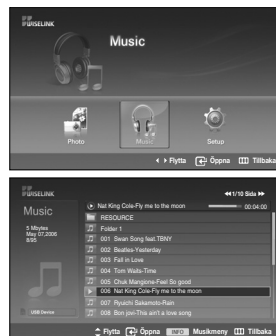 WISELINK
Music
Photo
Music
Setup
Flytta Öppna Tillbaka
WISELINK
1/10 Sida
Music
Nat King Cole-Fly me to the moon 00:04:00
5 Mbytes
May 07,2006
8/95
RESOURCE
Folder 1
001 Swan Song feat.TBNY
002 Beatles-Yesterday
003 Fall in Love
004 Tom Waits-Time
005 Chuk Mangione-Feel So good
006 Nat King Cole-Fly me to the moon
007 Ryuichi Sakamoto-Rain
008 Bon jovi-This ain't a love song
USB Device
Flytta Öppna INFO Musikmeny Tillbaka